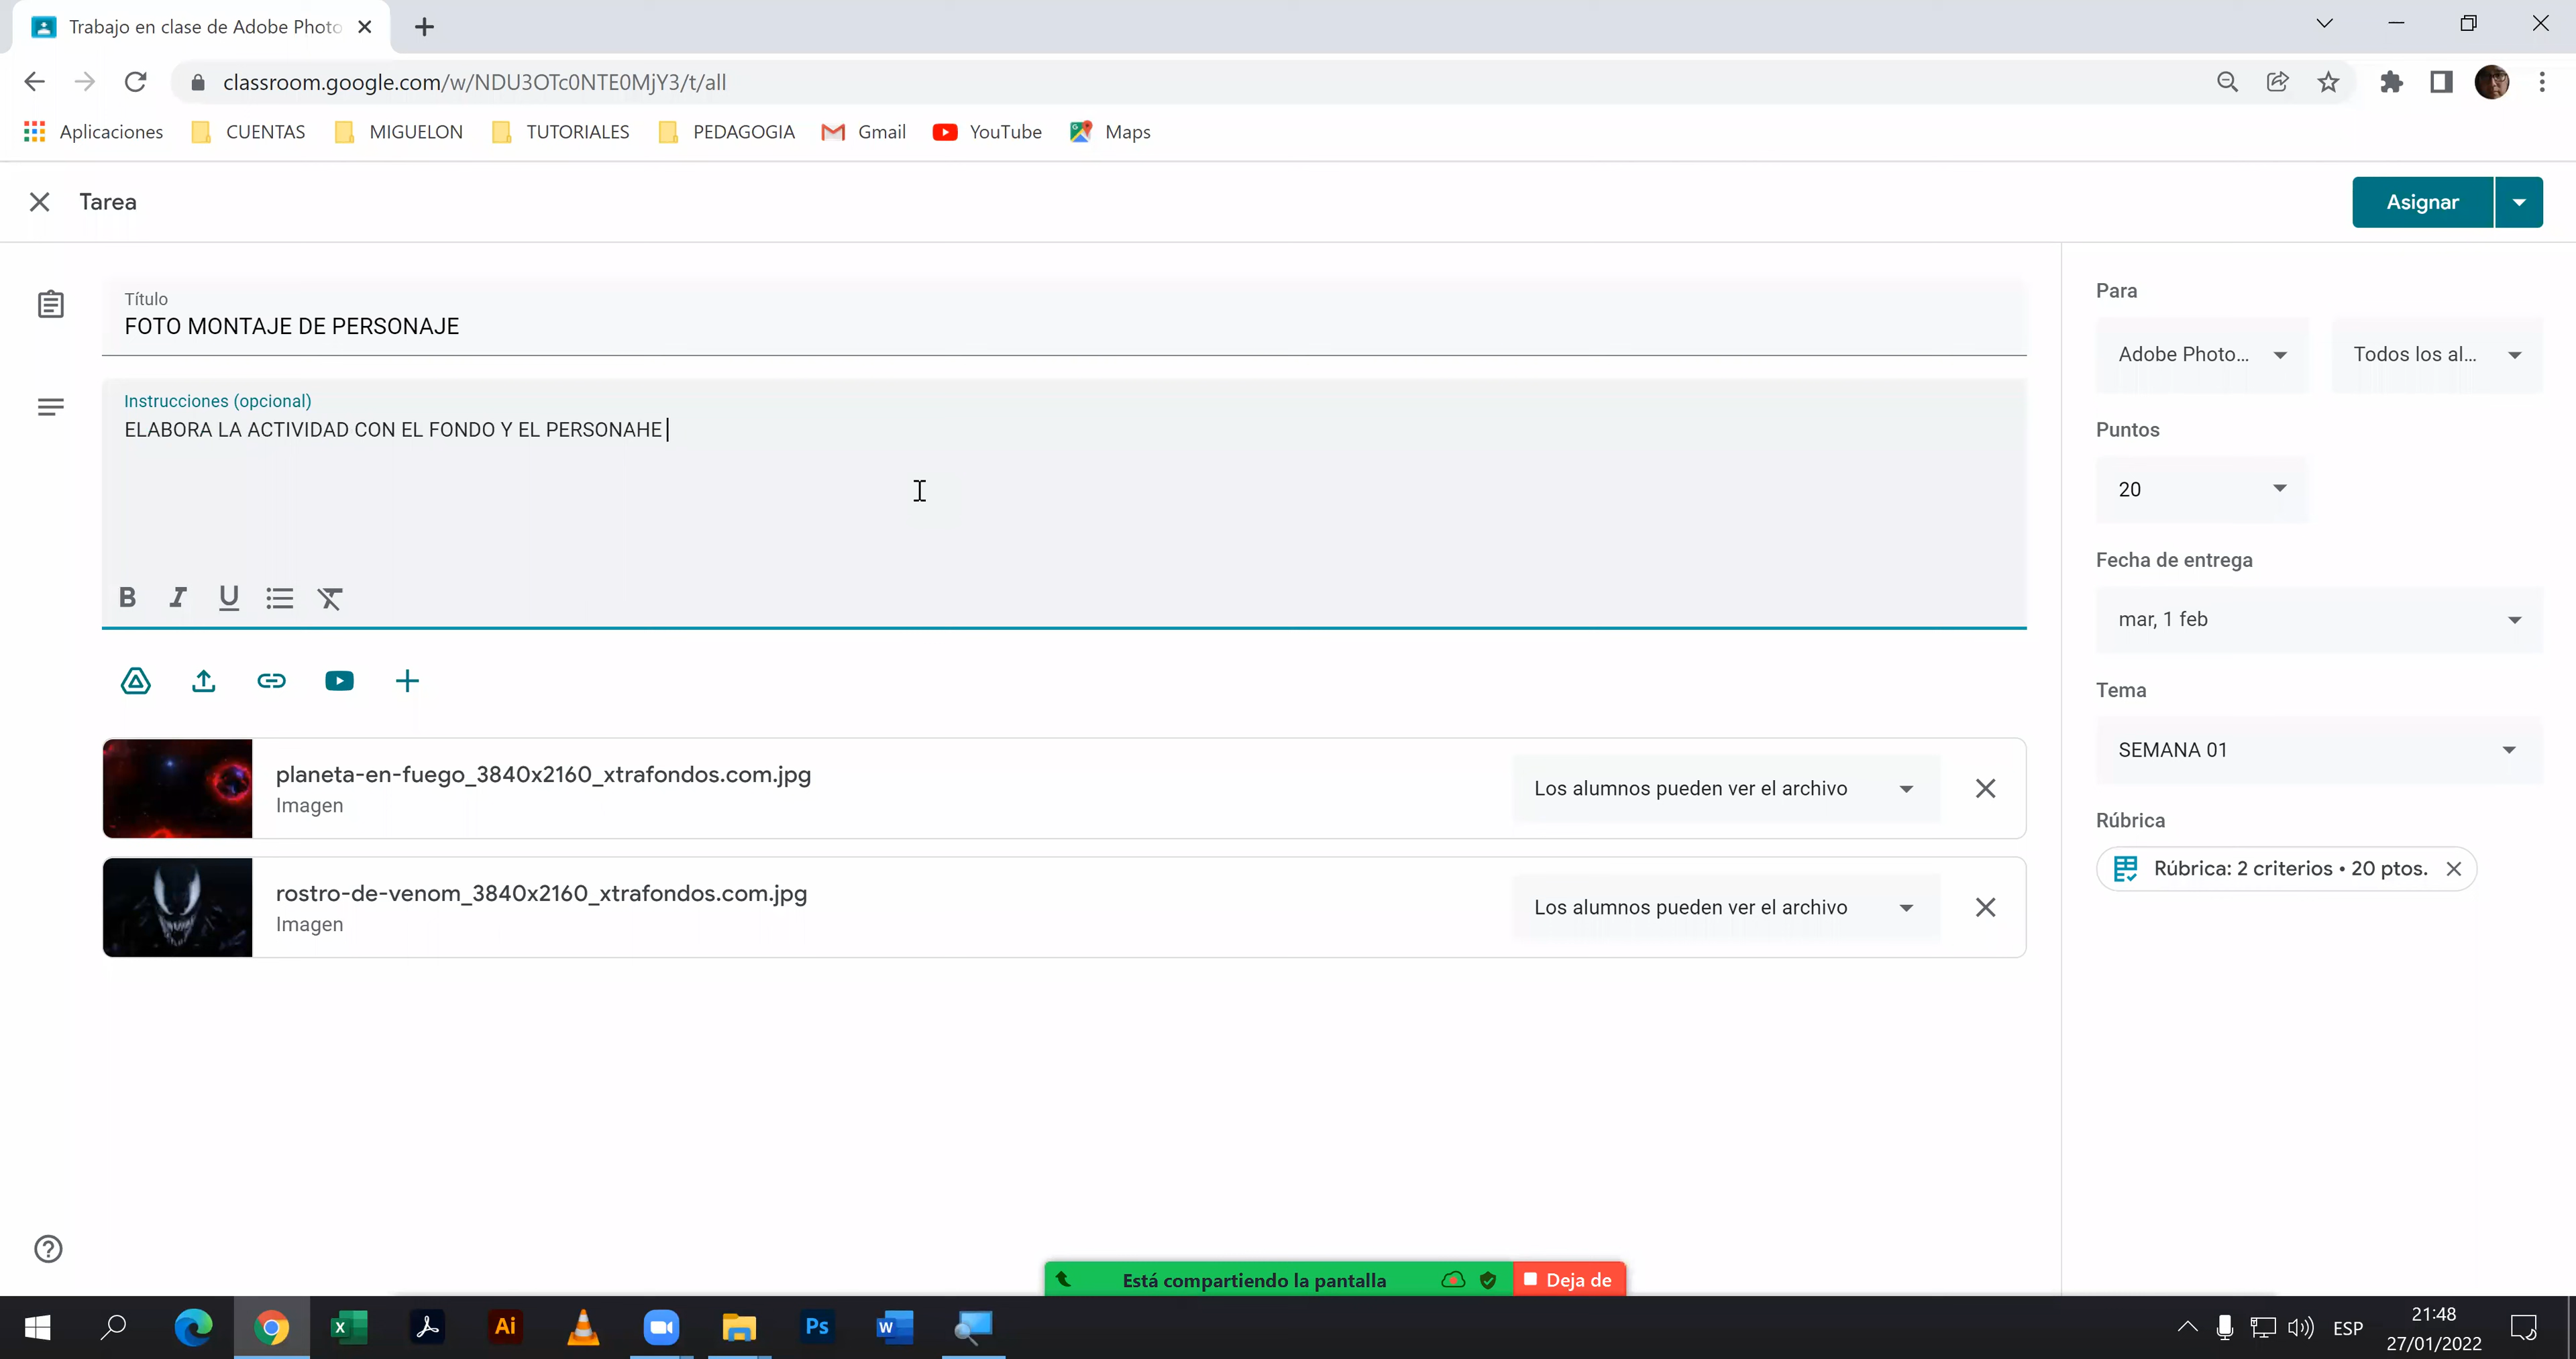 Trabajo en clase de Adobe Photo
classroom.google.com/w/NDU3OTc0NTE0MjY3/t/all
Aplicaciones CUENTAS MIGUELON TUTORIALES PEDAGOGIA Gmail YouTube Maps
Tarea
Asignar
Título
FOTO MONTAJE DE PERSONAJE
Instrucciones (opcional)
ELABORA LA ACTIVIDAD CON EL FONDO Y EL PERSONAHE
B I U
planeta-en-fuego_3840x2160_xtrafondos.com.jpg
Imagen
Los alumnos pueden ver el archivo
rostro-de-venom_3840x2160_xtrafondos.com.jpg
Imagen
Los alumnos pueden ver el archivo
Para
Adobe Photo... Todos los al...
Puntos
20
Fecha de entrega
mar, 1 feb
Tema
SEMANA 01
Rúbrica
Rúbrica: 2 criterios • 20 ptos.
Está compartiendo la pantalla
Deja de
Ai
Ps
ESP
21:48
27/01/2022